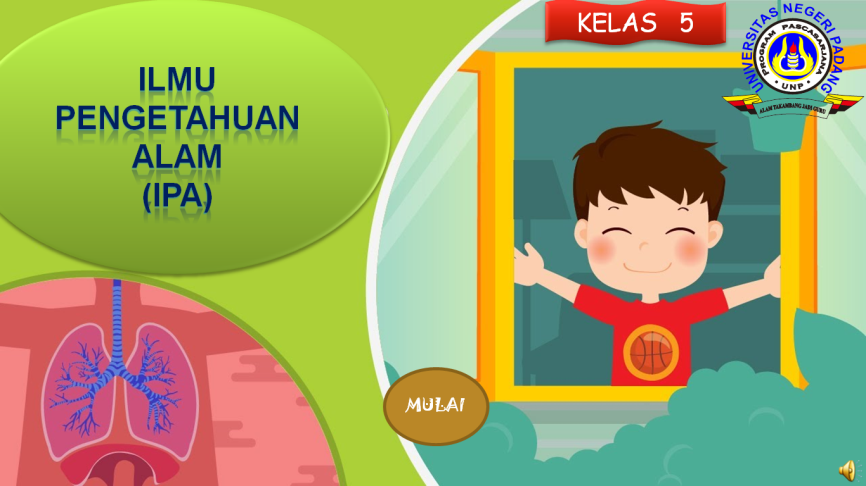 ILMU
PENGETAHUAN
ALAM
(IPA)
KELAS 5
UNIVERSITAS NEGERI PADANG
PROGRAM PASCASARJANA
UNP
ALAM TAKAMBANG JADI GURU
MULAI